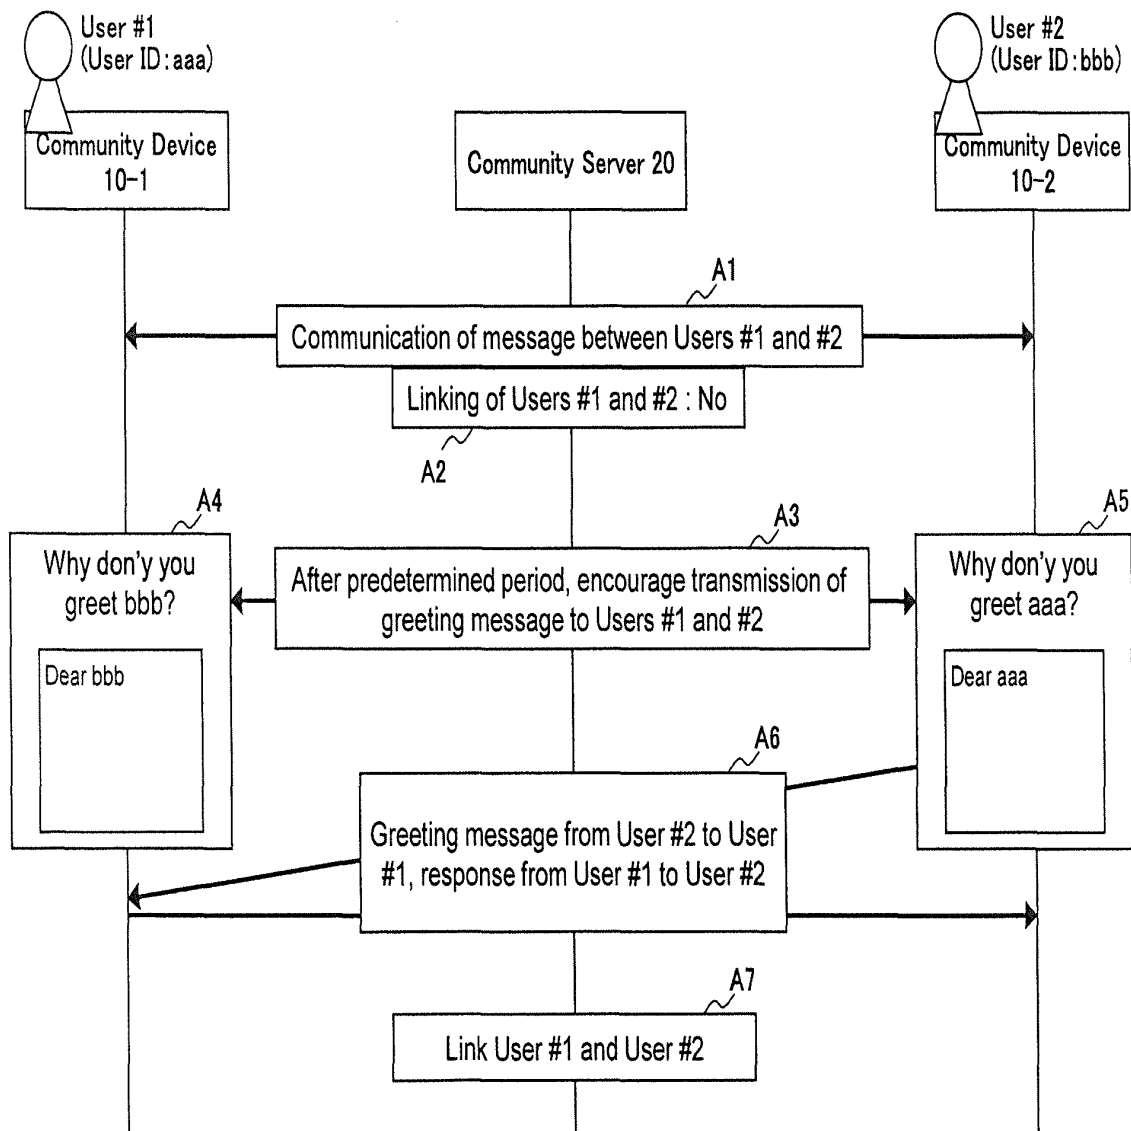 User #1
(User ID:aaa)
User #2
(User ID:bbb)
Community Device
10-1
Community Server 20
Community Device
10-2
A1
Communication of message between Users #1 and #2
Linking of Users #1 and #2 : No
A2
A4
Why don'y you
greet bbb?
Dear bbb
A3
After predetermined period, encourage transmission of
greeting message to Users #1 and #2
A5
Why don'y you
greet aaa?
Dear aaa
A6
Greeting message from User #2 to User
#1, response from User #1 to User #2
A7
Link User #1 and User #2